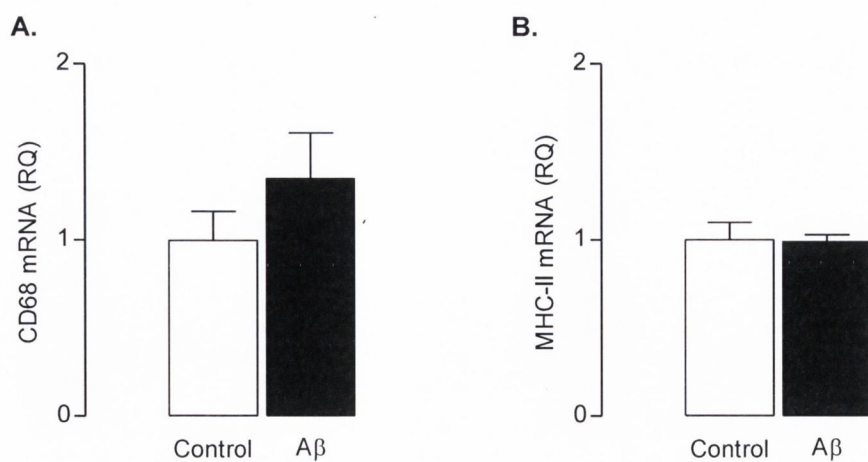 A.
2
1
0
CD68 mRNA (RQ)
Control Aβ
B.
2
1
0
MHC-II mRNA (RQ)
Control Aβ